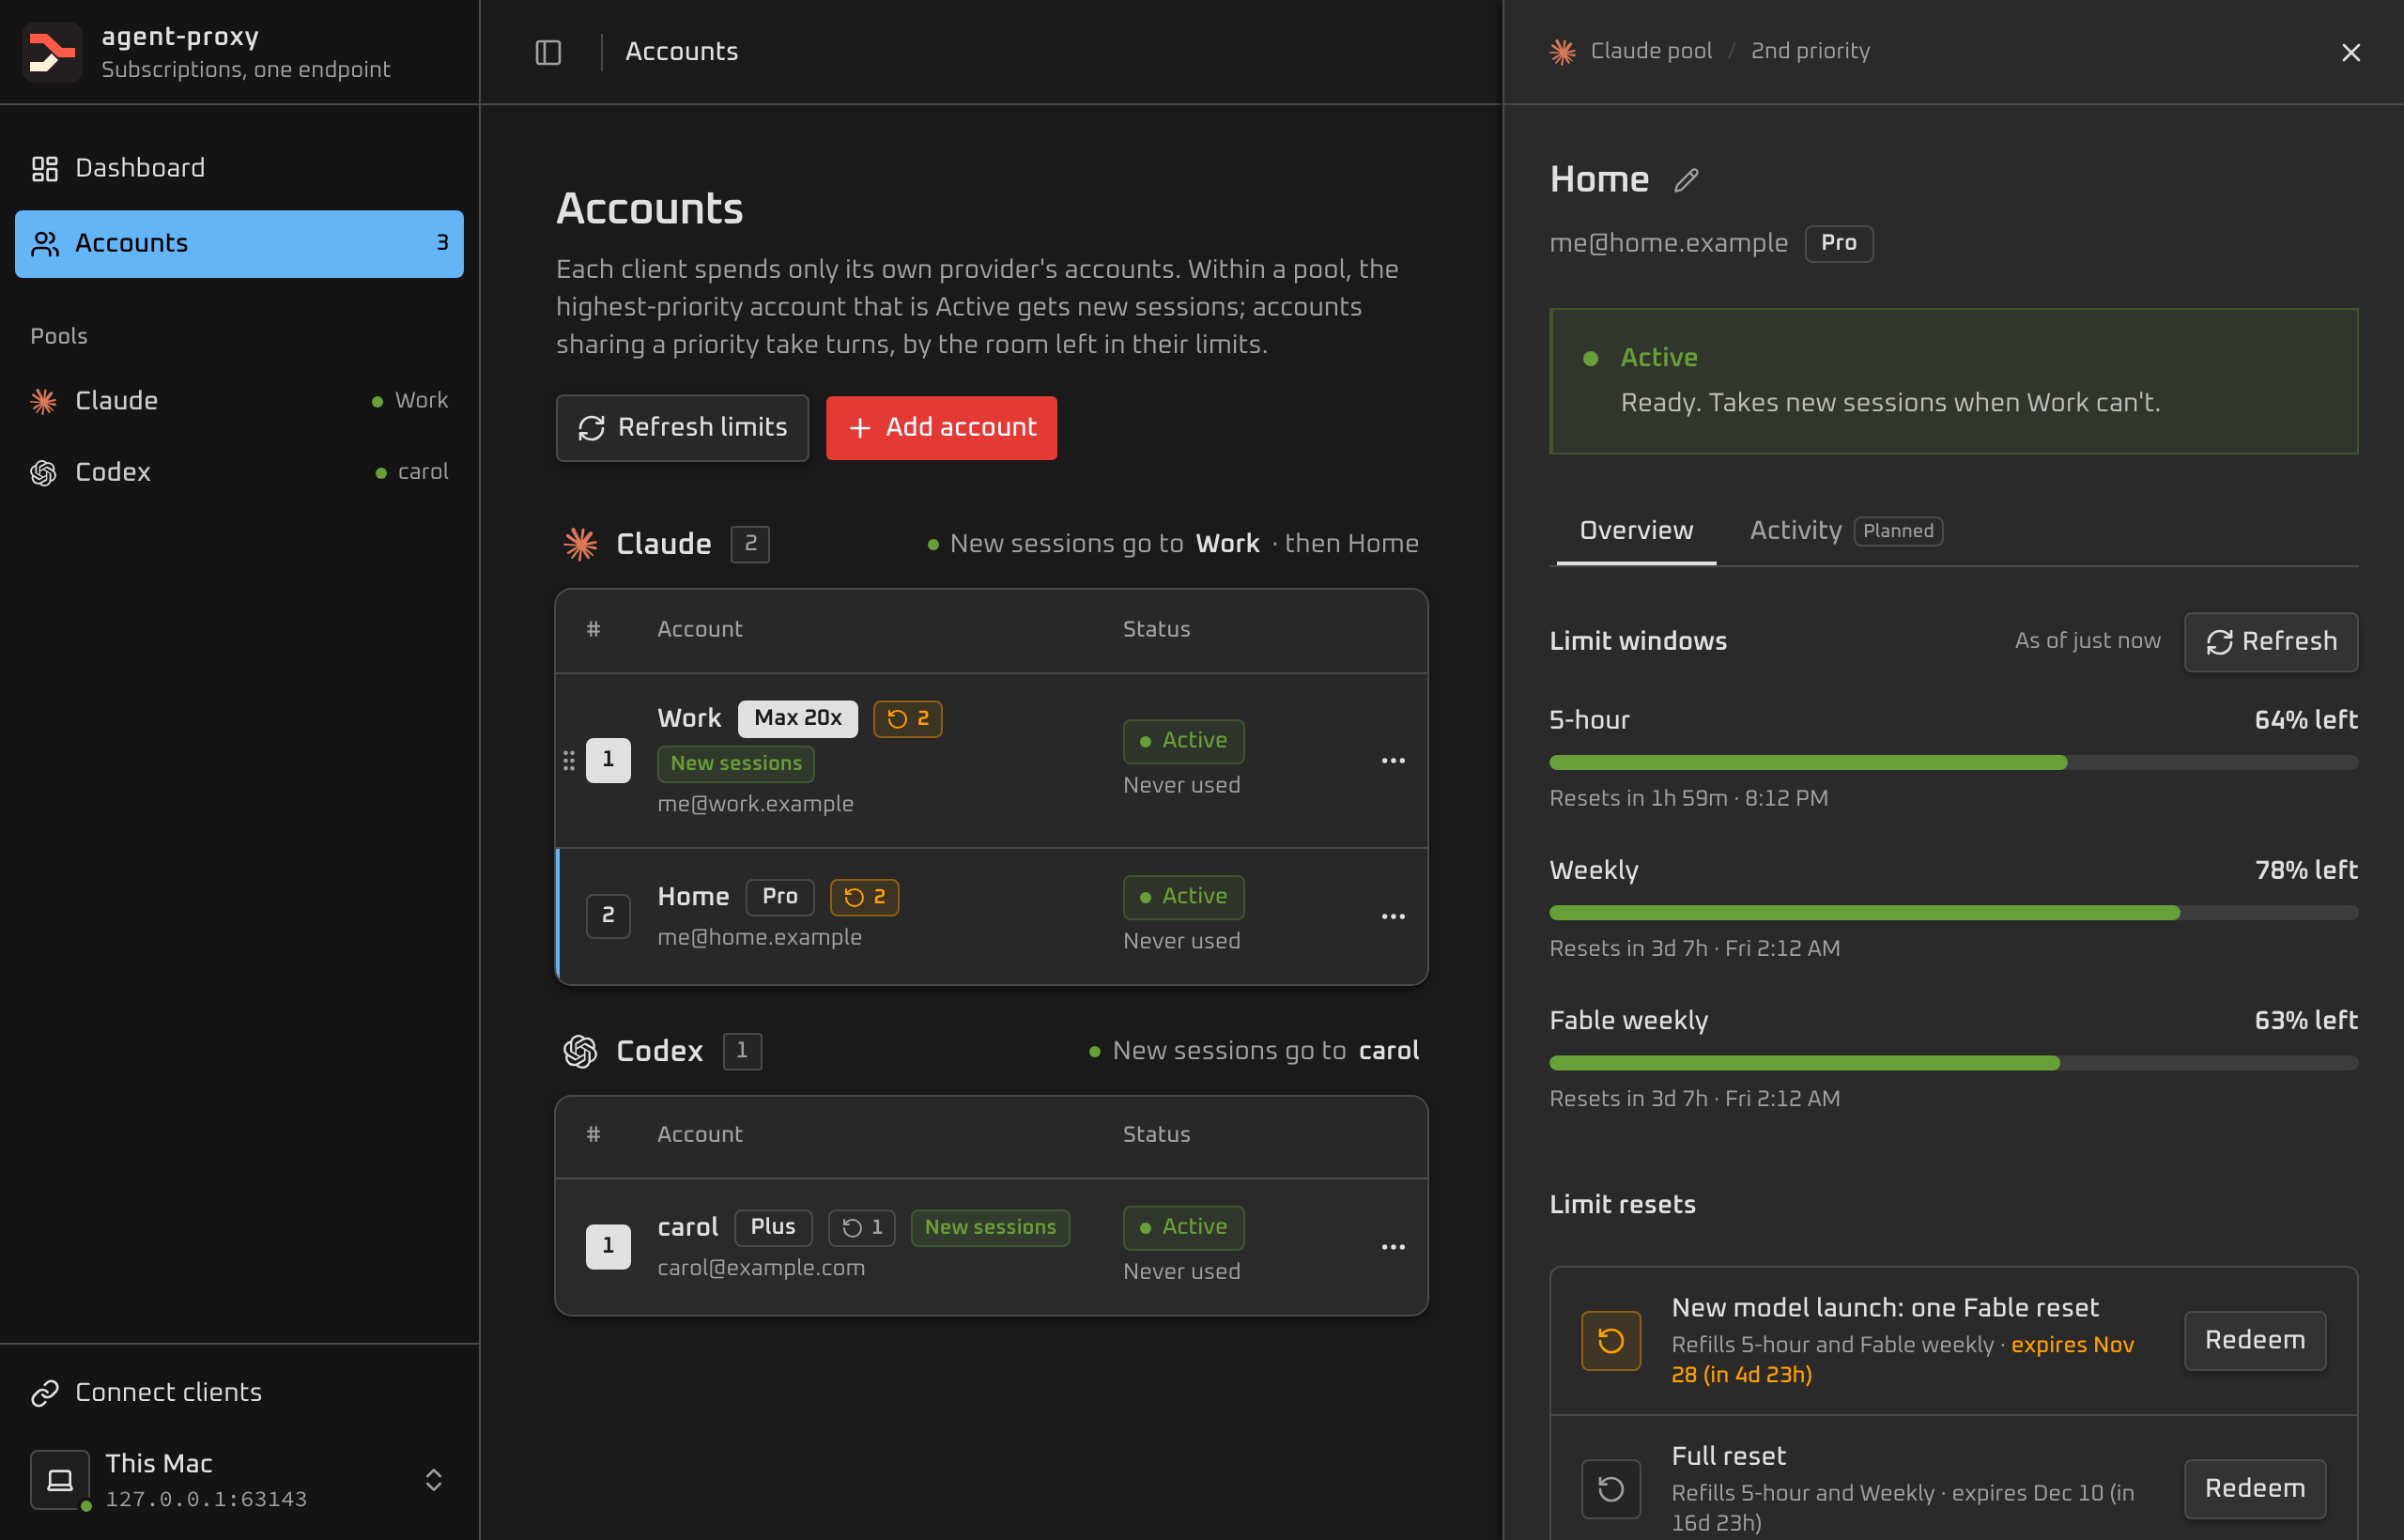 agent-proxy
Subscriptions, one endpoint
Dashboard
Accounts 3
Pools
Claude Work
Codex carol
Connect clients
This Mac
127.0.0.1:63143
Accounts
Accounts
Each client spends only its own provider's accounts. Within a pool, the
highest-priority account that is Active gets new sessions; accounts
sharing a priority take turns, by the room left in their limits.
Refresh limits
Add account
Claude 2 New sessions go to Work · then Home
# Account Status
1 Work Max 20x 2
New sessions
me@work.example
Active
Never used
2 Home Pro 2
me@home.example
Active
Never used
Codex 1 New sessions go to carol
# Account Status
1 carol Plus 1 New sessions
carol@example.com
Active
Never used
Claude pool / 2nd priority
Home
me@home.example Pro
Active
Ready. Takes new sessions when Work can't.
Overview Activity Planned
Limit windows As of just now Refresh
5-hour 64% left
Resets in 1h 59m · 8:12 PM
Weekly 78% left
Resets in 3d 7h · Fri 2:12 AM
Fable weekly 63% left
Resets in 3d 7h · Fri 2:12 AM
Limit resets
New model launch: one Fable reset
Refills 5-hour and Fable weekly · expires Nov
28 (in 4d 23h)
Redeem
Full reset
Refills 5-hour and Weekly · expires Dec 10 (in
16d 23h)
Redeem